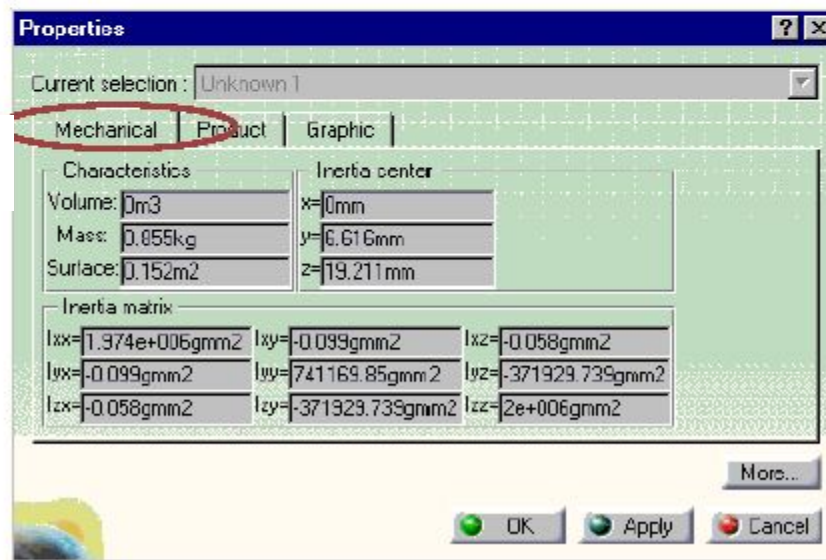 Properties
Current selection : Unknown 1
Mechanical Product Graphic
Characteristics Inertia center
Volume: 0m3 x= 0mm
Mass: 0.855kg y= 6.616mm
Surface: 0.152m2 z= 19.211mm
Inertia matrix
Ixx= 1.974e+006gmm2 Ixy= -0.099gmm2 Ixz= -0.058gmm2
Iyx= -0.099gmm2 Iyy= 741169.85gmm2 Iyz= -371929.739gmm2
Izx= -0.058gmm2 Izy= -371929.739gmm2 Izz= 2e+006gmm2
More...
OK Apply Cancel